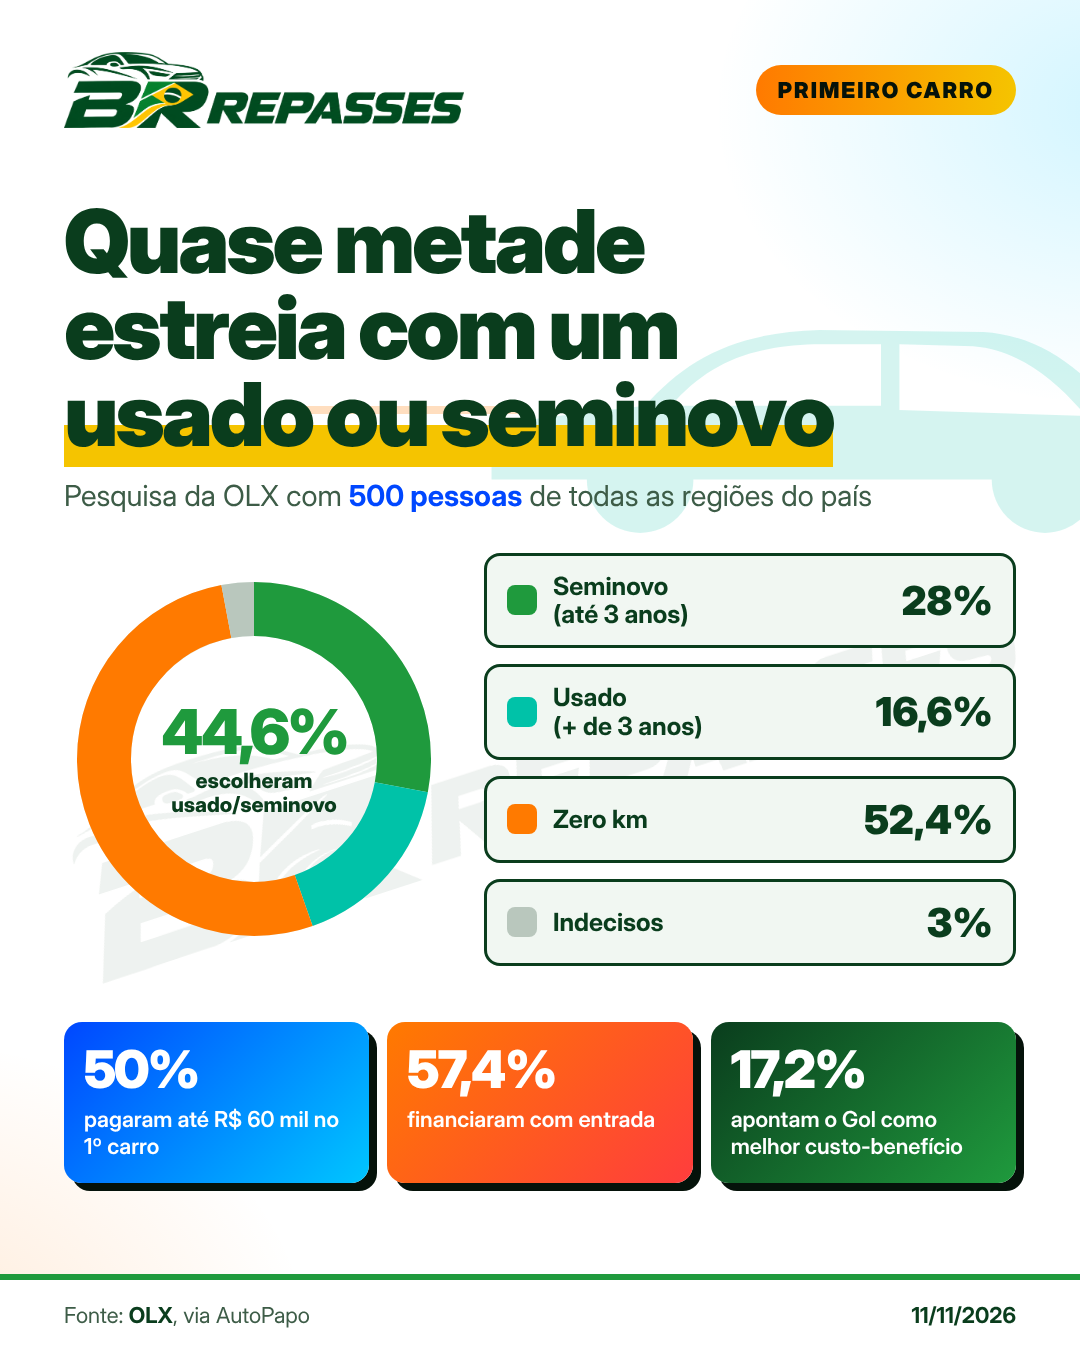 BR REPASSES
PRIMEIRO CARRO
Quase metade
estreia com um
usado ou seminovo
Pesquisa da OLX com 500 pessoas de todas as regiões do país
44,6%
escolheram
usado/seminovo
Seminovo
(até 3 anos)
28%
Usado
(+ de 3 anos)
16,6%
Zero km
52,4%
Indecisos
3%
50%
pagaram até R$ 60 mil no
1º carro
57,4%
financiaram com entrada
17,2%
apontam o Gol como
melhor custo-benefício
Fonte: OLX, via AutoPapo
11/11/2026
BR REPASSES